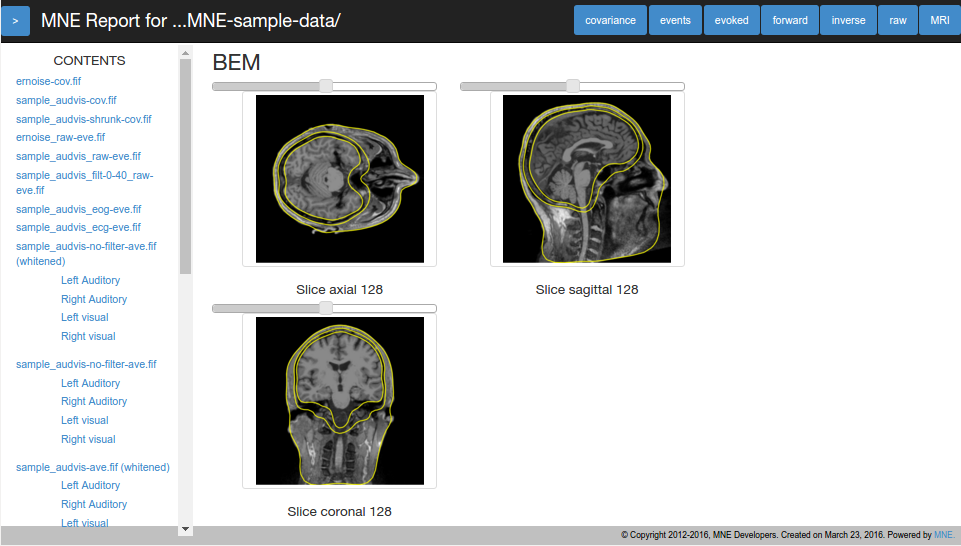 >
MNE Report for ...MNE-sample-data/
covariance
events
evoked
forward
inverse
raw
MRI
CONTENTS
ernoise-cov.fif
sample_audvis-cov.fif
sample_audvis-shrunk-cov.fif
ernoise_raw-eve.fif
sample_audvis_raw-eve.fif
sample_audvis_filt-0-40_raw-
eve.fif
sample_audvis_eog-eve.fif
sample_audvis_ecg-eve.fif
sample_audvis-no-filter-ave.fif
(whitened)
Left Auditory
Right Auditory
Left visual
Right visual
sample_audvis-no-filter-ave.fif
Left Auditory
Right Auditory
Left visual
Right visual
sample_audvis-ave.fif (whitened)
Left Auditory
Right Auditory
Left visual
BEM
Slice axial 128
Slice sagittal 128
Slice coronal 128
© Copyright 2012-2016, MNE Developers. Created on March 23, 2016. Powered by MNE.